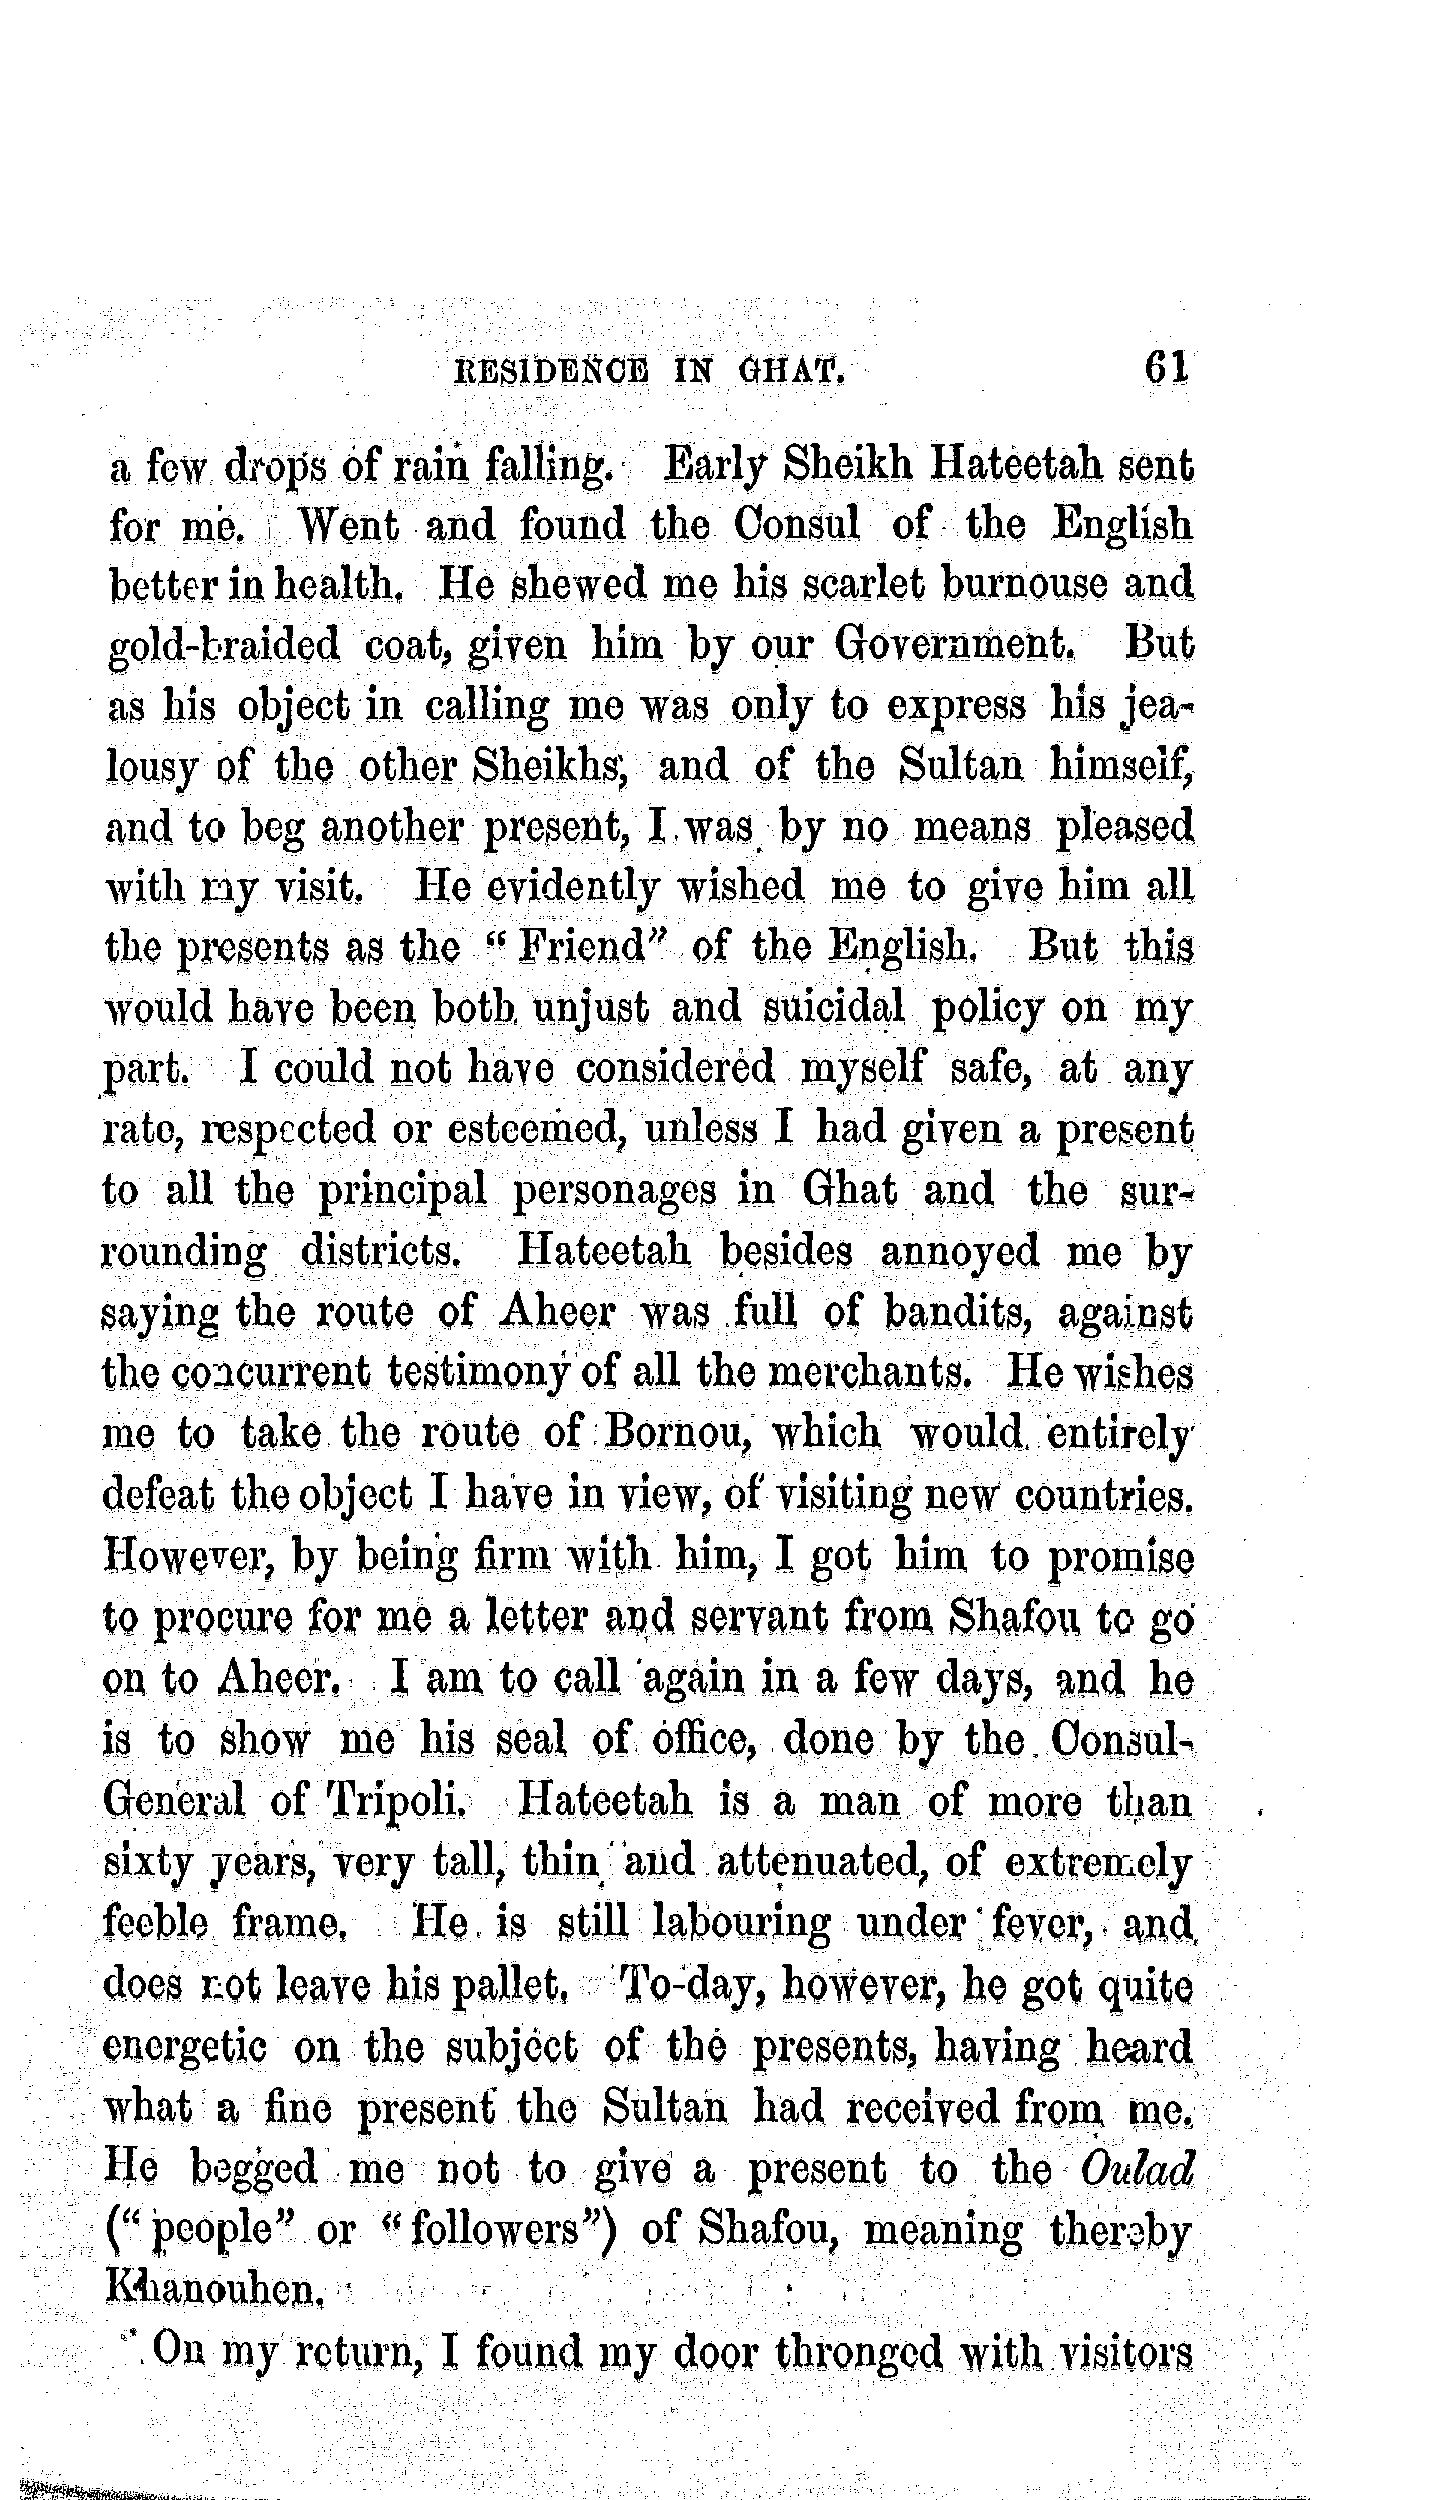 RESIDENCE IN GHAT. 61
a few drops of rain falling. Early Sheikh Hateetah sent
for me. Went and found the Consul of the English
better in health. He shewed me his scarlet burnouse and
gold-braided coat, given him by our Government. But
as his object in calling me was only to express his jea-
lousy of the other Sheikhs, and of the Sultan himself,
and to beg another present, I was by no means pleased
with my visit. He evidently wished me to give him all
the presents as the "Friend" of the English. But this
would have been both unjust and suicidal policy on my
part. I could not have considered myself safe, at any
rate, respected or esteemed, unless I had given a present
to all the principal personages in Ghat and the sur-
rounding districts. Hateetah besides annoyed me by
saying the route of Aheer was full of bandits, against
the concurrent testimony of all the merchants. He wishes
me to take the route of Bornou, which would entirely
defeat the object I have in view, of visiting new countries.
However, by being firm with him, I got him to promise
to procure for me a letter and servant from Shafou to go
on to Aheer. I am to call again in a few days, and he
is to show me his seal of office, done by the Consul-
General of Tripoli. Hateetah is a man of more than
sixty years, very tall, thin and attenuated, of extremely
feeble frame. He is still labouring under fever, and
does not leave his pallet. To-day, however, he got quite
energetic on the subject of the presents, having heard
what a fine present the Sultan had received from me.
He begged me not to give a present to the Oulad
("people" or "followers") of Shafou, meaning thereby
Khanouhen.
On my return, I found my door thronged with visitors